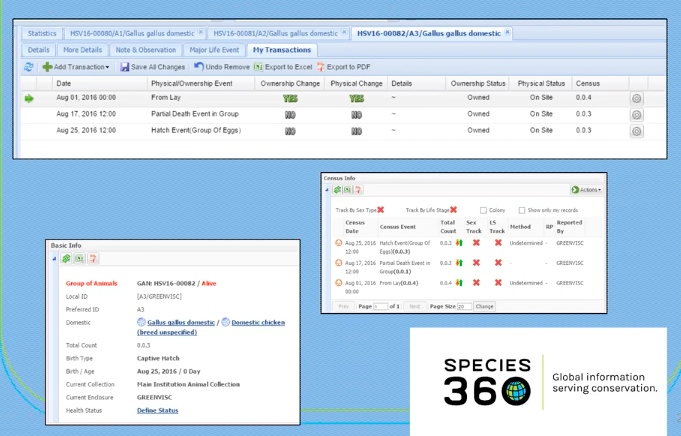 Statistics HSV16-00080/A1/Gallus gallus domestic HSV16-00081/A2/Gallus gallus domestic HSV16-00082/A3/Gallus gallus domestic
Details More Details Note & Observation Major Life Event My Transactions
Add Transaction Save All Changes Undo Remove Export to Excel Export to PDF
Date Physical/Ownership Event Ownership Change Physical Change Details Ownership Status Physical Status Census
Aug 01, 2016 00:00 From Lay YES YES ~ Owned On Site 0.0.4
Aug 17, 2016 12:00 Partial Death Event in Group NO NO ~ Owned On Site 0.0.3
Aug 25, 2016 12:00 Hatch Event(Group Of Eggs) NO NO ~ Owned On Site 0.0.3
Census Info
Actions
Track By Sex Type Track By Life Stage Colony Show only my records
Census Date Census Event Total Count Sex Track LS Track Method RP Reported By
Aug 25, 2016 12:00 Hatch Event(Group Of Eggs)(0.0.3) 0.0.3 Undetermined - GREENVISC
Aug 17, 2016 12:00 Partial Death Event in Group(0.0.1) 0.0.3 - - GREENVISC
Aug 01, 2016 00:00 From Lay(0.0.4) 0.0.4 Undetermined - GREENVISC
Prev Page 1 of 1 Next Page Size 20 Change
Basic Info
Group of Animals GAN: HSV16-00082 / Alive
Local ID [A3/GREENVISC]
Preferred ID A3
Domestic Gallus gallus domestic / Domestic chicken
(breed unspecified)
Total Count 0.0.3
Birth Type Captive Hatch
Birth / Age Aug 25, 2016 / 0 Day
Current Collection Main Institution Animal Collection
Current Enclosure GREENVISC
Health Status Define Status
SPECIES
360
Global information
serving conservation.